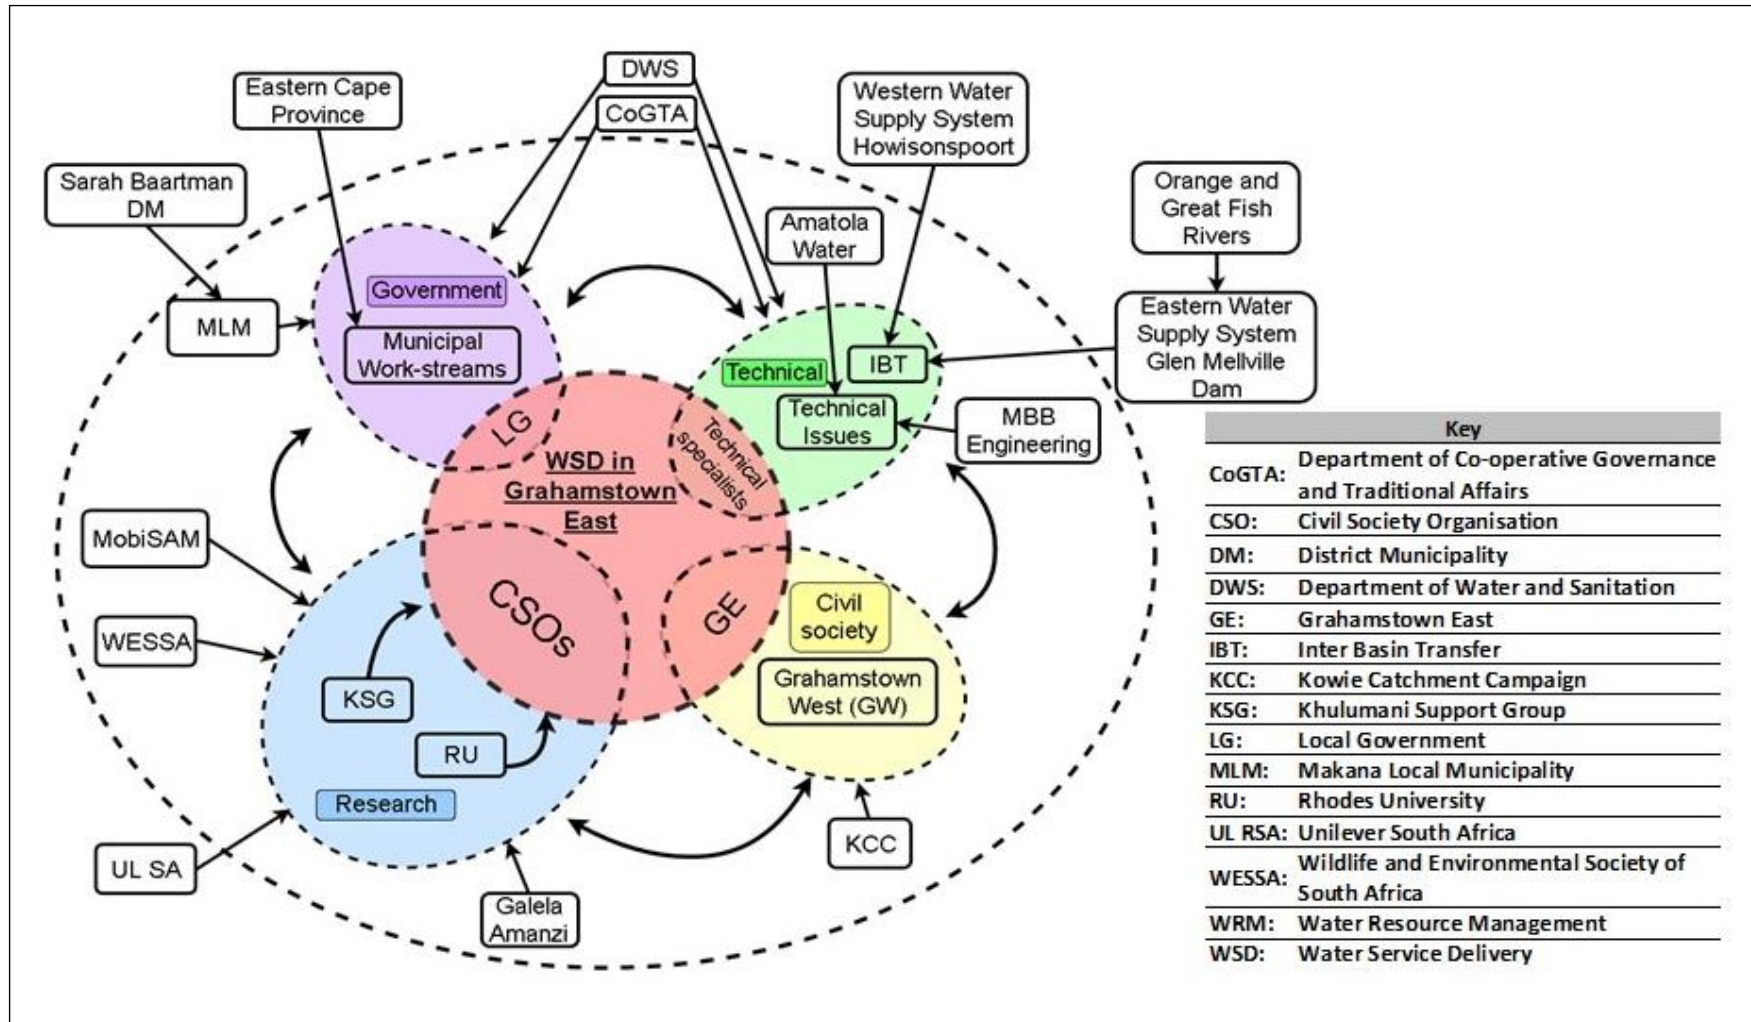 DWS
CoGTA
Eastern Cape
Province
Western Water
Supply System
Howisonspoort
Sarah Baartman
DM
Orange and
Great Fish
Rivers
Amatola
Water
Government
MLM
Municipal
Work-streams
Eastern Water
Supply System
Glen Mellville
Dam
Technical
IBT
Technical
Issues
MBB
Engineering
LG
Technical
specialists
WSD in
Grahamstown
East
MobiSAM
WESSA
CSOs
GE
Civil
society
KSG
Grahamstown
West (GW)
RU
Research
UL SA
KCC
Galela
Amanzi
Key
CoGTA: Department of Co-operative Governance
and Traditional Affairs
CSO: Civil Society Organisation
DM: District Municipality
DWS: Department of Water and Sanitation
GE: Grahamstown East
IBT: Inter Basin Transfer
KCC: Kowie Catchment Campaign
KSG: Khulumani Support Group
LG: Local Government
MLM: Makana Local Municipality
RU: Rhodes University
UL RSA: Unilever South Africa
WESSA: Wildlife and Environmental Society of
South Africa
WRM: Water Resource Management
WSD: Water Service Delivery